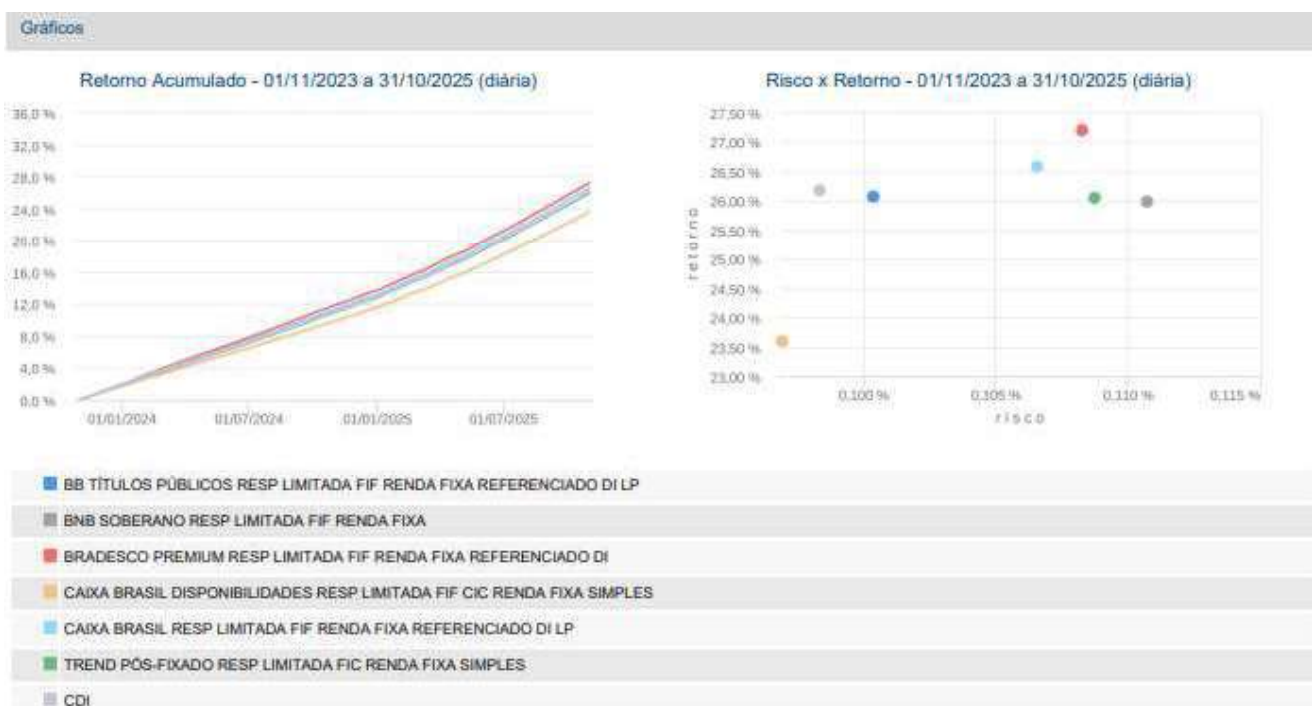 Gráficos
Retorno Acumulado - 01/11/2023 a 31/10/2025 (diária)
36,0 %
32,0 %
28,0 %
24,0 %
20,0 %
16,0 %
12,0 %
8,0 %
4,0 %
0,0 %
01/01/2024 01/07/2024 01/01/2025 01/07/2025
Risco x Retorno - 01/11/2023 a 31/10/2025 (diária)
retorno
27,50 %
27,00 %
26,50 %
26,00 %
25,50 %
25,00 %
24,50 %
24,00 %
23,50 %
23,00 %
0,100 % 0,105 % 0,110 % 0,115 %
risco
BB TÍTULOS PÚBLICOS RESP LIMITADA FIF RENDA FIXA REFERENCIADO DI LP
BNB SOBERANO RESP LIMITADA FIF RENDA FIXA
BRADESCO PREMIUM RESP LIMITADA FIF RENDA FIXA REFERENCIADO DI
CAIXA BRASIL DISPONIBILIDADES RESP LIMITADA FIF CIC RENDA FIXA SIMPLES
CAIXA BRASIL RESP LIMITADA FIF RENDA FIXA REFERENCIADO DI LP
TREND PÓS-FIXADO RESP LIMITADA FIC RENDA FIXA SIMPLES
CDI